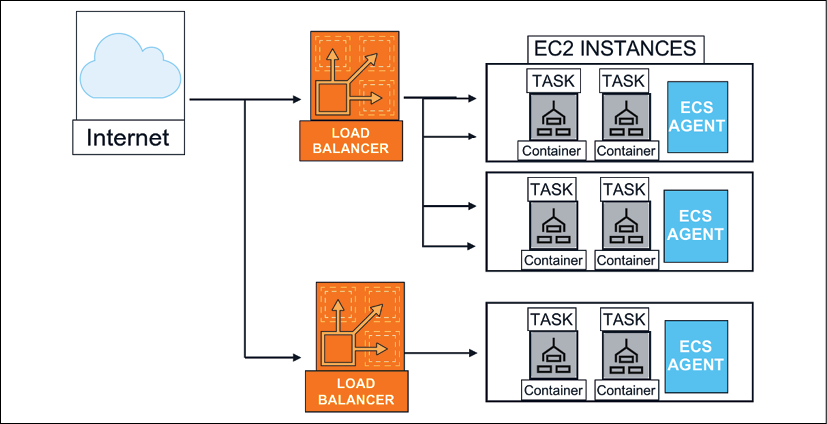 EC2 INSTANCES
Internet
LOAD
BALANCER
TASK TASK
ECS
AGENT
Container Container
TASK TASK
ECS
AGENT
Container Container
LOAD
BALANCER
TASK TASK
ECS
AGENT
Container Container